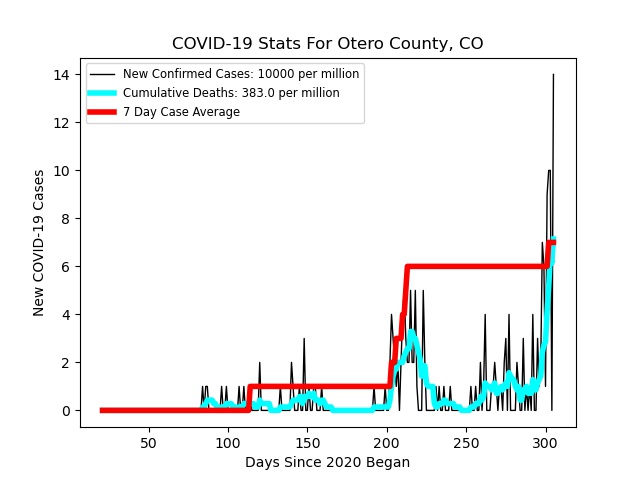 COVID-19 Stats For Otero County, CO
New Confirmed Cases: 10000 per million
Cumulative Deaths: 383.0 per million
7 Day Case Average
14
12
10
8
6
4
2
0
New COVID-19 Cases
50
100
150
200
250
300
Days Since 2020 Began